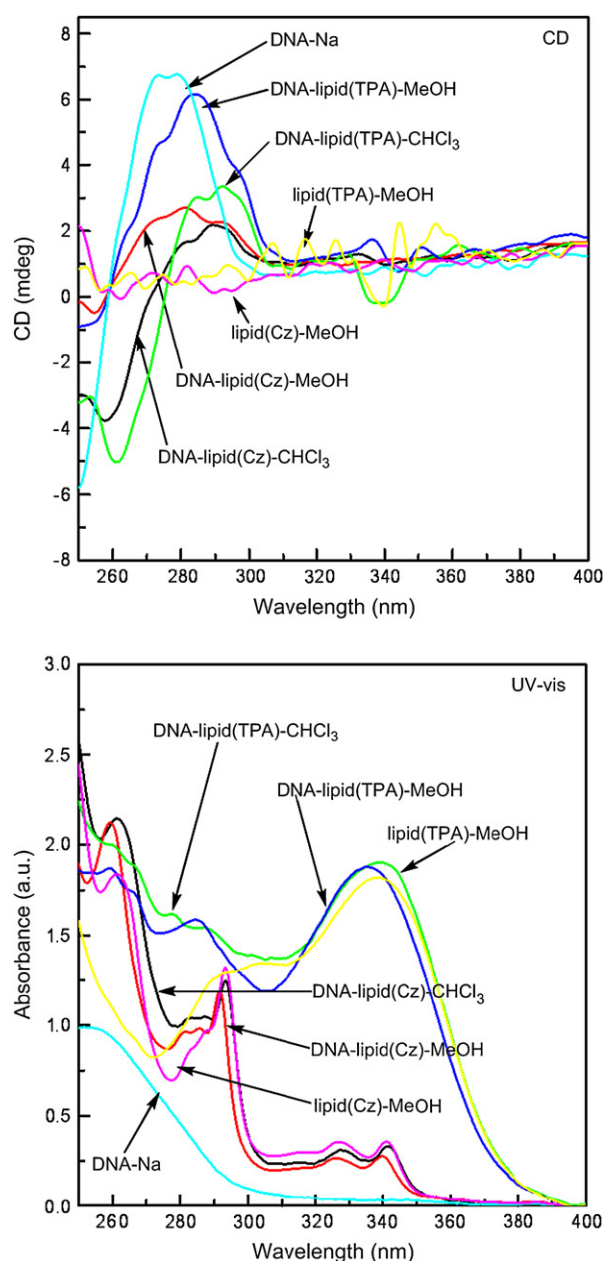 CD
DNA-Na
DNA-lipid(TPA)-MeOH
DNA-lipid(TPA)-CHCl₃
lipid(TPA)-MeOH
lipid(Cz)-MeOH
DNA-lipid(Cz)-MeOH
DNA-lipid(Cz)-CHCl₃
CD (mdeg)
8
6
4
2
0
-2
-4
-6
-8
260 280 300 320 340 360 380 400
Wavelength (nm)
UV-vis
DNA-lipid(TPA)-CHCl₃
DNA-lipid(TPA)-MeOH
lipid(TPA)-MeOH
DNA-lipid(Cz)-CHCl₃
DNA-lipid(Cz)-MeOH
lipid(Cz)-MeOH
DNA-Na
Absorbance (a.u.)
3.0
2.5
2.0
1.5
1.0
0.5
0.0
260 280 300 320 340 360 380 400
Wavelength (nm)